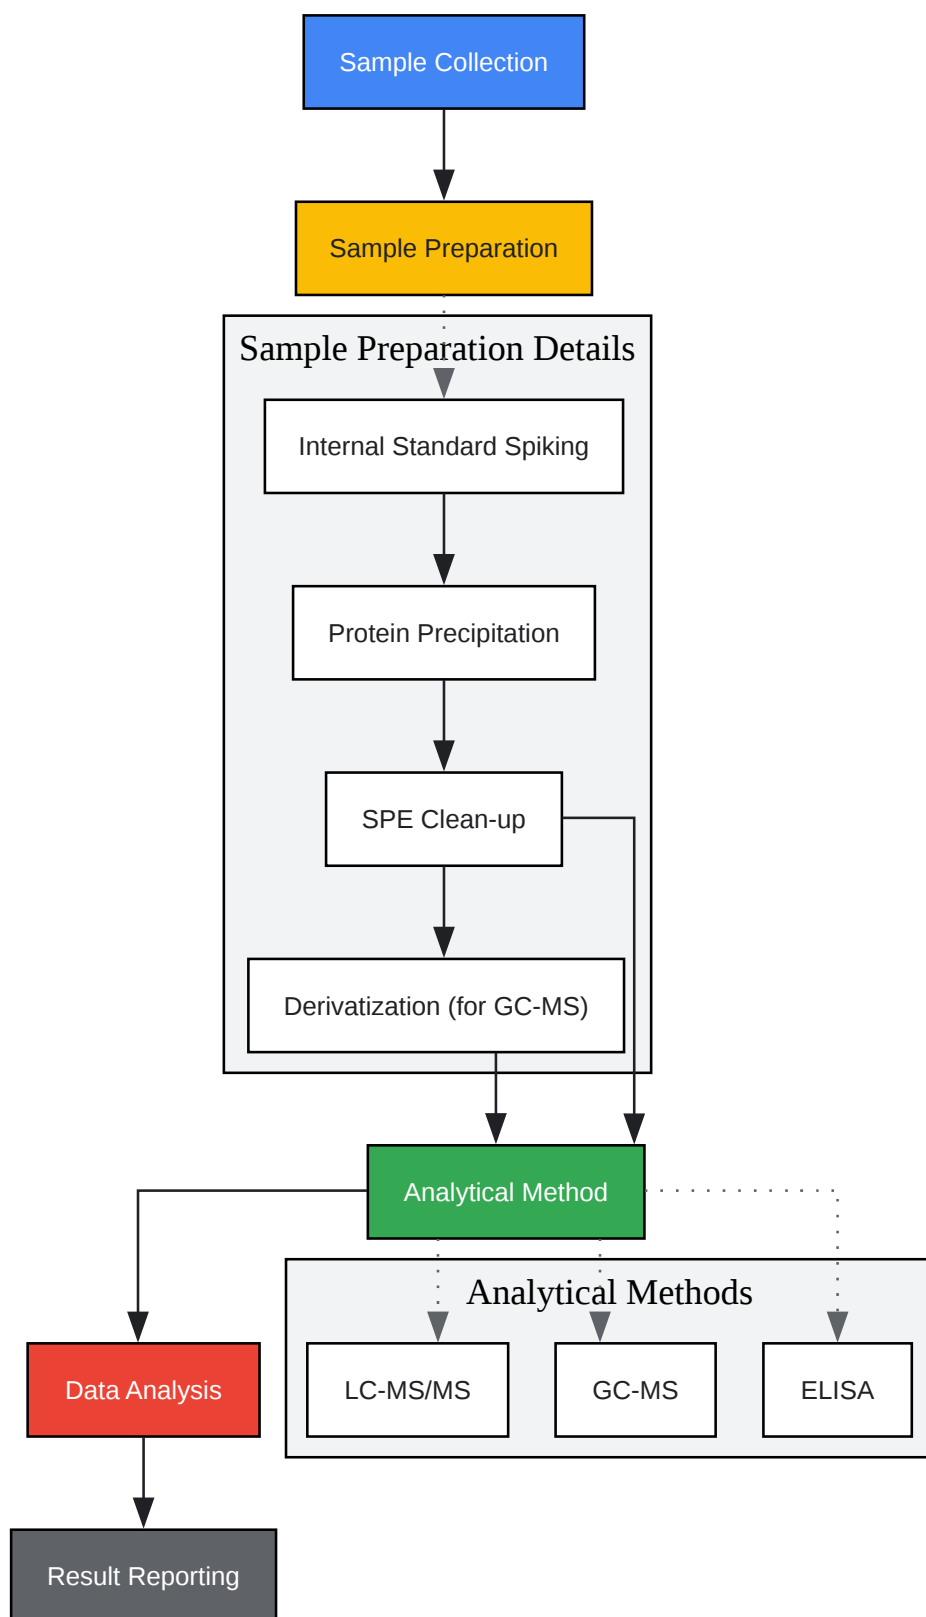 Sample Collection
Sample Preparation
Sample Preparation Details
Internal Standard Spiking
Protein Precipitation
SPE Clean-up
Derivatization (for GC-MS)
Analytical Method
Analytical Methods
Data Analysis
LC-MS/MS
GC-MS
ELISA
Result Reporting